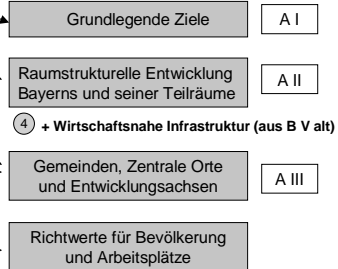 Grundlegende Ziele A I
Raumstrukturelle Entwicklung
Bayerns und seiner Teilräume A II
4 + Wirtschaftsnahe Infrastruktur (aus B V alt)
Gemeinden, Zentrale Orte
und Entwicklungsachsen A III
Richtwerte für Bevölkerung
und Arbeitsplätze